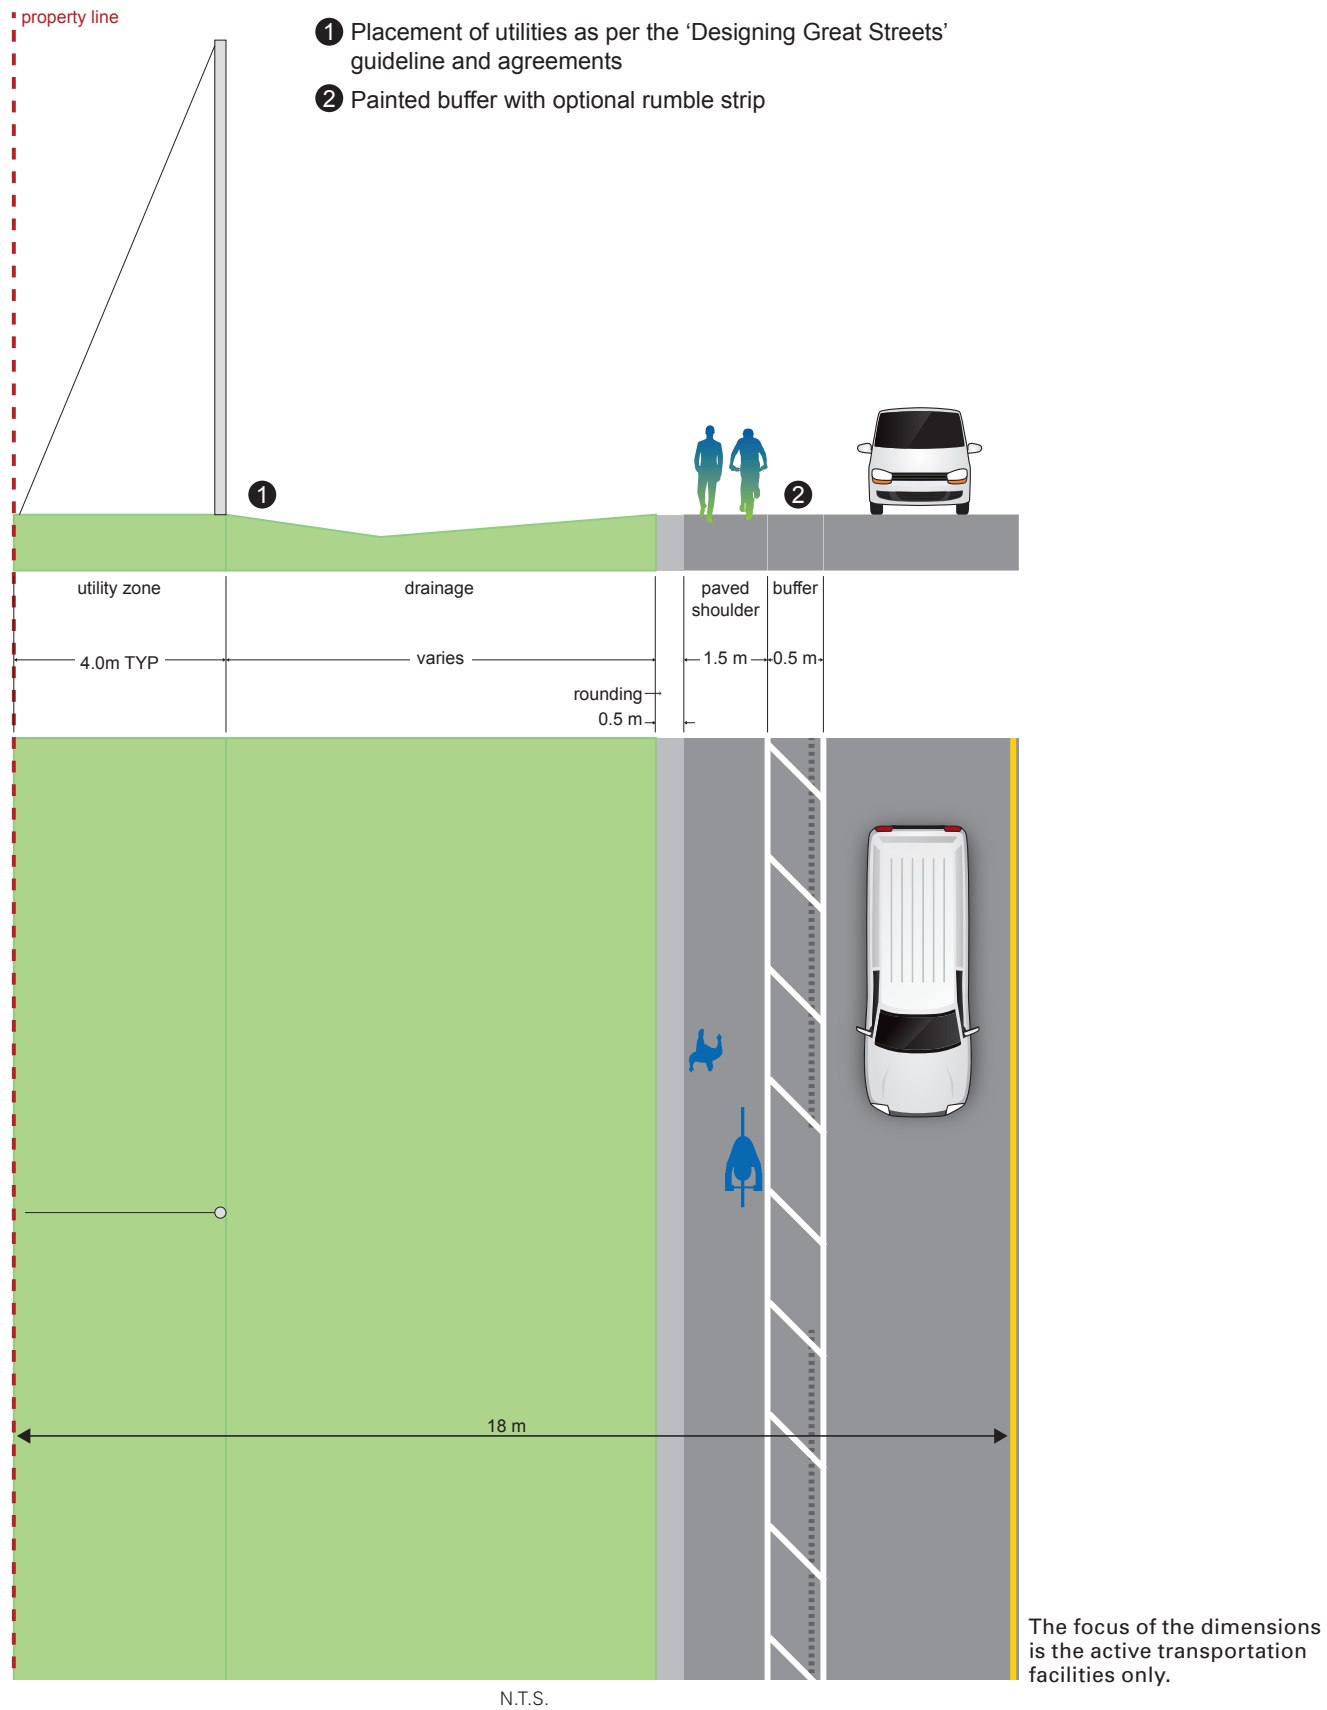 property line
1 Placement of utilities as per the ‘Designing Great Streets’
guideline and agreements
2 Painted buffer with optional rumble strip
1
2
utility zone
drainage
paved
shoulder
buffer
4.0m TYP
varies
1.5 m
0.5 m
rounding
0.5 m
18 m
The focus of the dimensions
is the active transportation
facilities only.
N.T.S.